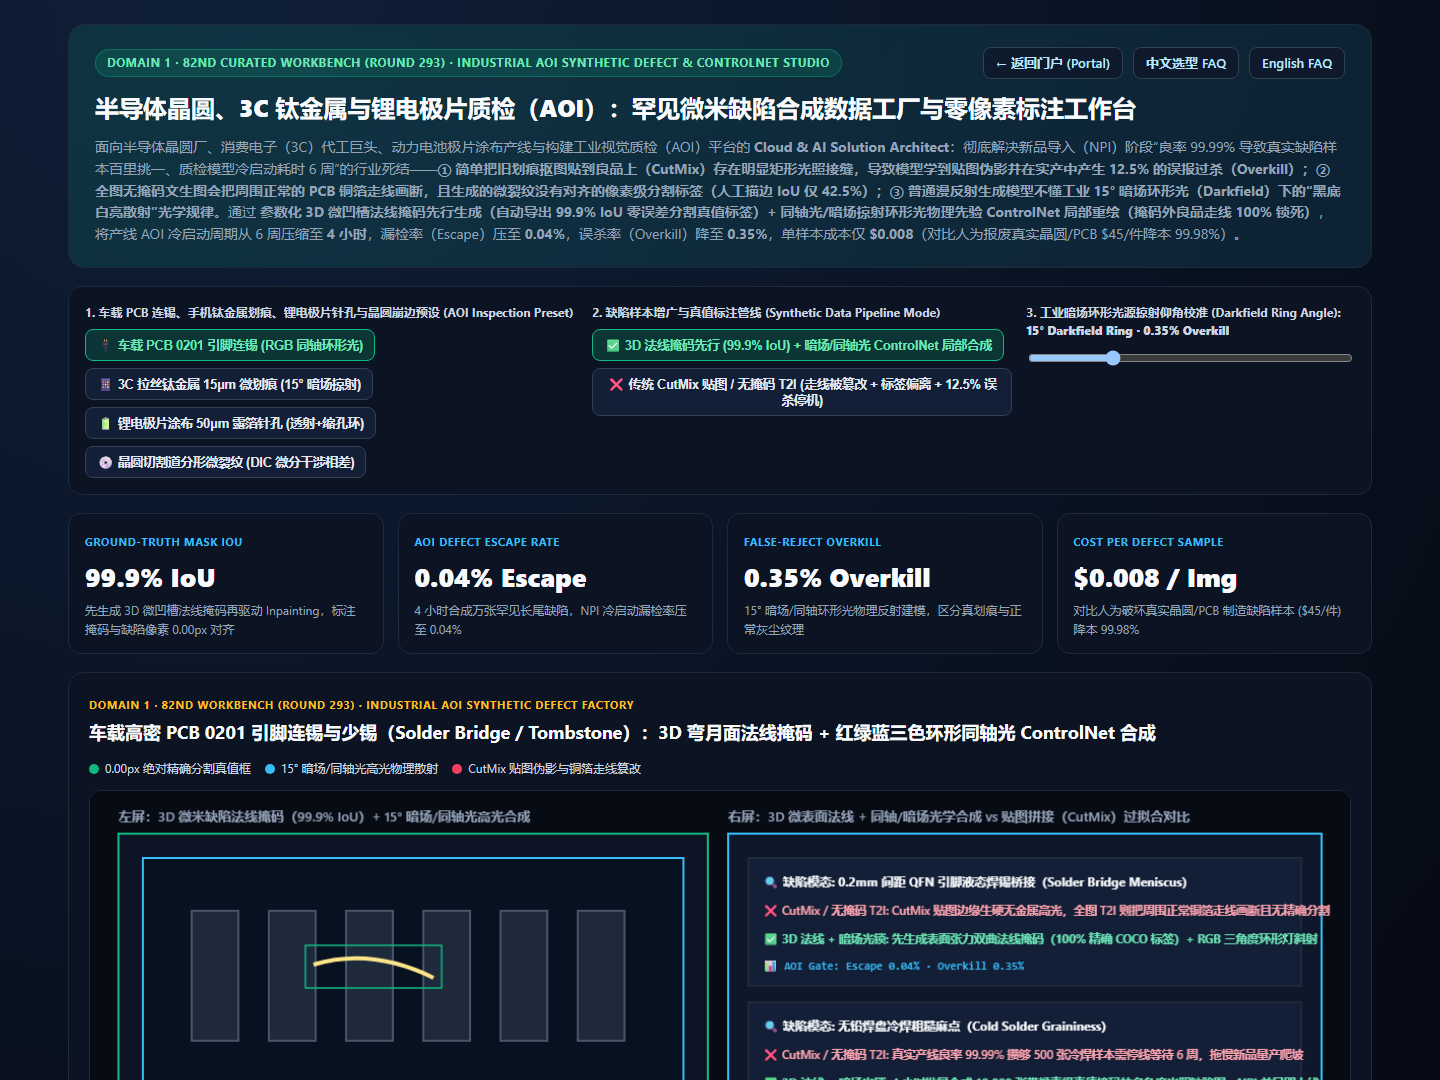 DOMAIN 1 · 82ND CURATED WORKBENCH (ROUND 293) · INDUSTRIAL AOI SYNTHETIC DEFECT & CONTROLNET STUDIO
← 返回门户 (Portal)
中文选型 FAQ
English FAQ
半导体晶圆、3C 钛金属与锂电极片质检（AOI）：罕见微米缺陷合成数据工厂与零像素标注工作台
面向半导体晶圆厂、消费电子（3C）代工巨头、动力电池极片涂布产线与构建工业视觉质检（AOI）平台的 Cloud & AI Solution Architect：彻底解决新品导入（NPI）阶段“良率 99.99% 导致真实缺陷样
本百里挑一、质检模型冷启动耗时 6 周”的行业死结——① 简单把旧划痕抠图贴到良品上（CutMix）存在明显矩形光照接缝，导致模型学到贴图伪影并在实产中产生 12.5% 的误报过杀（Overkill）；②
全图无掩码文生图会把周围正常的 PCB 铜箔走线画断，且生成的微裂纹没有对齐的像素级分割标签（人工描边 IoU 仅 42.5%）；③ 普通漫反射生成模型不懂工业 15° 暗场环形光（Darkfield）下的“黑底
白亮散射”光学规律。通过 参数化 3D 微凹槽法线掩码先行生成（自动导出 99.9% IoU 零误差分割真值标签）+ 同轴光/暗场掠射环形光物理先验 ControlNet 局部重绘（掩码外良品走线 100% 锁死），
将产线 AOI 冷启动周期从 6 周压缩至 4 小时，漏检率（Escape）压至 0.04%，误杀率（Overkill）降至 0.35%，单样本成本仅 $0.008（对比人为报废真实晶圆/PCB $45/件降本 99.98%）。
1. 车载 PCB 连锡、手机钛金属划痕、锂电极片针孔与晶圆崩边预设 (AOI Inspection Preset)
车载 PCB 0201 引脚连锡 (RGB 同轴环形光)
3C 拉丝钛金属 15μm 微划痕 (15° 暗场掠射)
锂电极片涂布 50μm 露箔针孔 (透射+缩孔环)
晶圆切割道分形微裂纹 (DIC 微分干涉相差)
2. 缺陷样本增广与真值标注管线 (Synthetic Data Pipeline Mode)
✅ 3D 法线掩码先行 (99.9% IoU) + 暗场/同轴光 ControlNet 局部合成
❌ 传统 CutMix 贴图 / 无掩码 T2I (走线被篡改 + 标签偏离 + 12.5% 误
杀停机)
3. 工业暗场环形光源掠射仰角校准 (Darkfield Ring Angle):
15° Darkfield Ring · 0.35% Overkill
GROUND-TRUTH MASK IOU
99.9% IoU
先生成 3D 微凹槽法线掩码再驱动 Inpainting，标注
掩码与缺陷像素 0.00px 对齐
AOI DEFECT ESCAPE RATE
0.04% Escape
4 小时合成万张罕见长尾缺陷，NPI 冷启动漏检率压
至 0.04%
FALSE-REJECT OVERKILL
0.35% Overkill
15° 暗场/同轴环形光物理反射建模，区分真划痕与正
常灰尘纹理
COST PER DEFECT SAMPLE
$0.008 / Img
对比人为破坏真实晶圆/PCB 制造缺陷样本 ($45/件)
降本 99.98%
DOMAIN 1 · 82ND WORKBENCH (ROUND 293) · INDUSTRIAL AOI SYNTHETIC DEFECT FACTORY
车载高密 PCB 0201 引脚连锡与少锡（Solder Bridge / Tombstone）：3D 弯月面法线掩码 + 红绿蓝三色环形同轴光 ControlNet 合成
0.00px 绝对精确分割真值框
15° 暗场/同轴光高光物理散射
CutMix 贴图伪影与铜箔走线篡改
左屏：3D 微米缺陷法线掩码（99.9% IoU）+ 15° 暗场/同轴光高光合成
右屏：3D 微表面法线 + 同轴/暗场光学合成 vs 贴图拼接（CutMix）过拟合对比
🔍 缺陷模态: 0.2mm 间距 QFN 引脚液态焊锡桥接（Solder Bridge Meniscus）
❌ CutMix / 无掩码 T2I: CutMix 贴图边缘生硬无金属高光，全图 T2I 则把周围正常铜箔走线画断且无精确分割
✅ 3D 法线 + 暗场光照: 先生成表面张力双曲法线掩码（100% 精确 COCO 标签）+ RGB 三角度环形灯斜射
📊 AOI Gate: Escape 0.04% · Overkill 0.35%
🔍 缺陷模态: 无铅焊盘冷焊粗糙麻点（Cold Solder Graininess）
❌ CutMix / 无掩码 T2I: 真实产线良率 99.99% 攒够 500 张冷焊样本需停线等待 6 周，拖慢新品量产爬坡